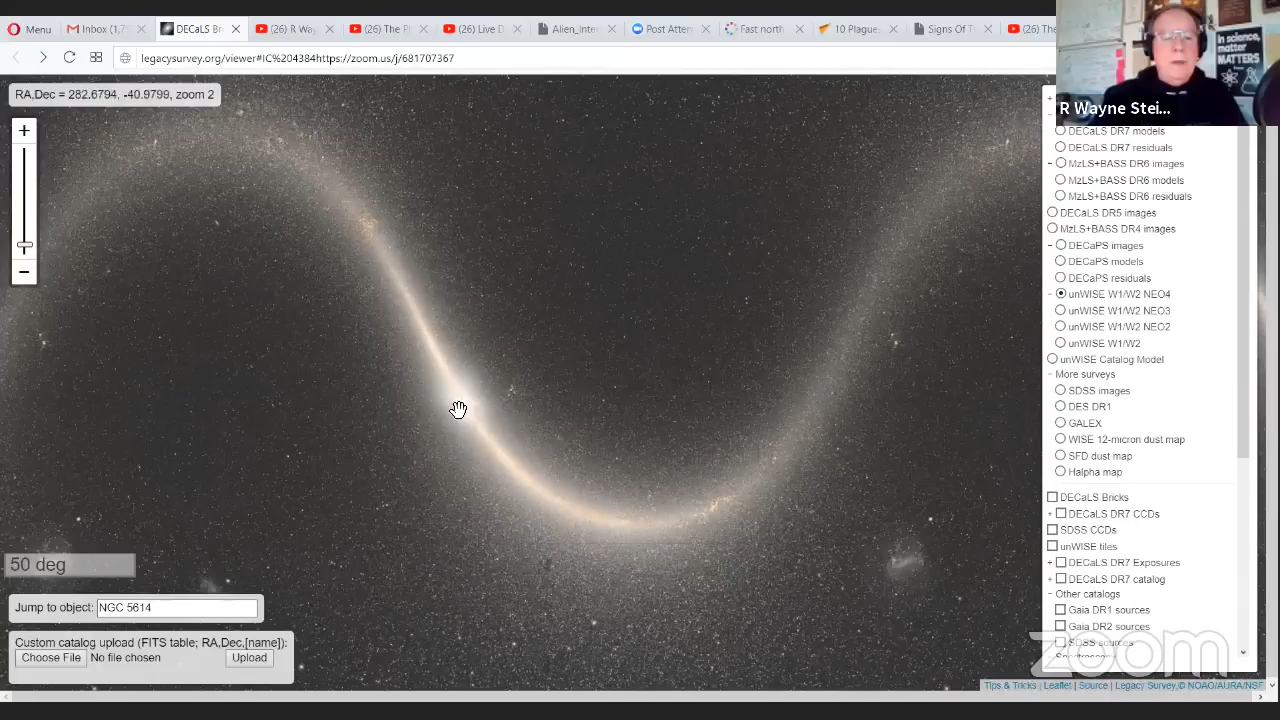 Menu
Inbox (1,7
DECaLS Br
(26) R W
(26) The P
(26) Live D
Alien_Inter
Post Atten
Fast north
10 Plague
Signs Of
(26) The
legacysurvey.org/viewer#IC%204384https://zoom.us/j/681707367
In science, matter MATTERS
R Wayne Stei...
RA,Dec = 282.6794, -40.9799, zoom 2
+
−
DECaLS DR7 models
DECaLS DR7 residuals
MzLS+BASS DR6 images
MzLS+BASS DR6 models
MzLS+BASS DR6 residuals
DECaLS DR5 images
MzLS+BASS DR4 images
DECaPS images
DECaPS models
DECaPS residuals
unWISE W1/W2 NEO4
unWISE W1/W2 NEO3
unWISE W1/W2 NEO2
unWISE W1/W2
unWISE Catalog Model
More surveys
SDSS images
DES DR1
GALEX
WISE 12-micron dust map
SFD dust map
Halpha map
DECaLS Bricks
DECaLS DR7 CCDs
SDSS CCDs
unWISE tiles
DECaLS DR7 Exposures
DECaLS DR7 catalog
Other catalogs
Gaia DR1 sources
Gaia DR2 sources
SDSS sources
50 deg
Jump to object: NGC 5614
Custom catalog upload (FITS table; RA,Dec,[name]):
Choose File No file chosen Upload
zoom
Tips & Tricks | Leaflet | Source | Legacy Survey,© NOAO/AURA/NSF